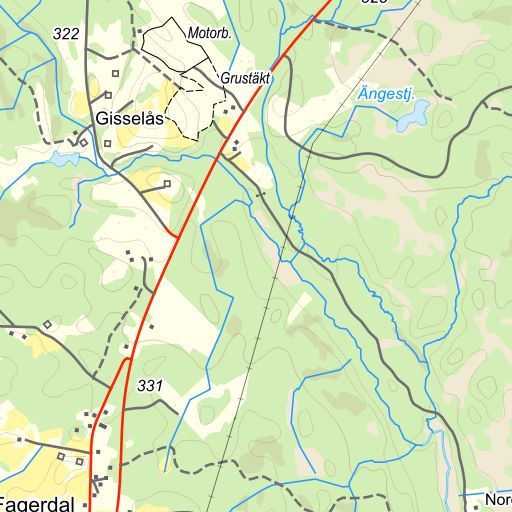 322
Motorb.
Grustäkt
Ängestj.
Gisselås
331
Fagerdal